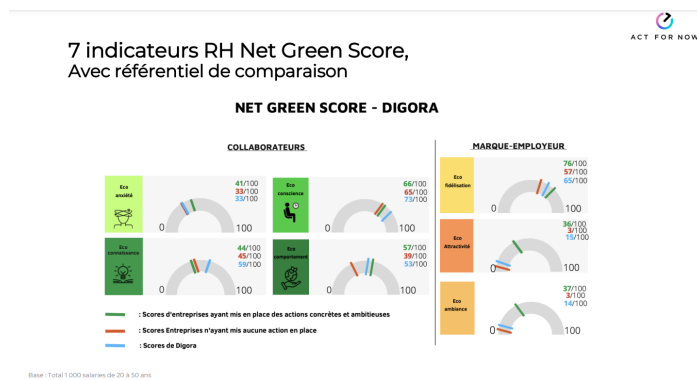 ACT FOR NOW
7 indicateurs RH Net Green Score,
Avec référentiel de comparaison
NET GREEN SCORE - DIGORA
COLLABORATEURS
Eco
anxiété
41/100
33/100
33/100
0
100
Eco
conscience
66/100
65/100
73/100
0
100
Eco
connaissance
44/100
45/100
59/100
0
100
Eco
comportement
57/100
39/100
53/100
0
100
MARQUE-EMPLOYEUR
Eco
fidélisation
76/100
57/100
65/100
0
100
Eco
Attractivité
36/100
3/100
15/100
0
100
Eco
ambiance
37/100
3/100
14/100
0
100
: Scores d'entreprises ayant mis en place des actions concrètes et ambitieuses
: Scores Entreprises n'ayant mis aucune action en place
: Scores de Digora
Base : Total 1 000 salaries de 20 à 50 ans